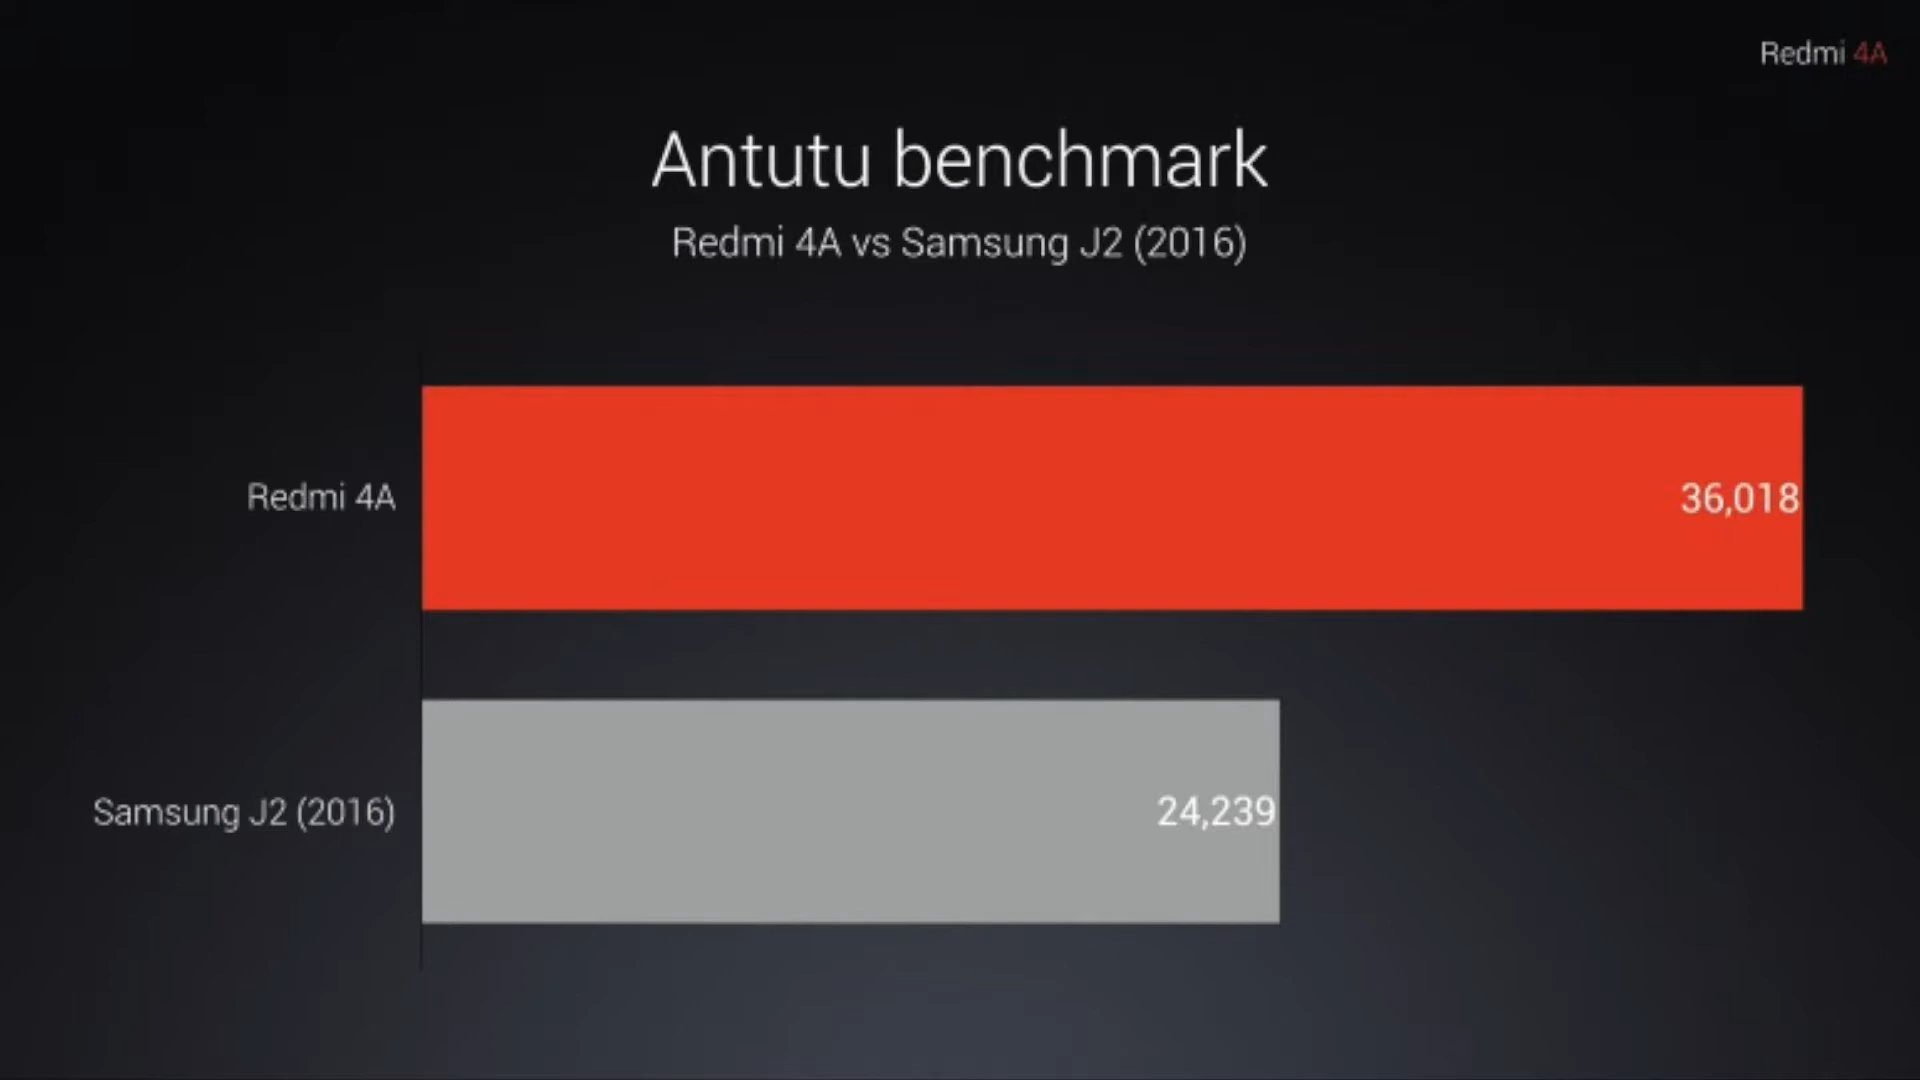 Redmi 4A
Antutu benchmark
Redmi 4A vs Samsung J2 (2016)
Redmi 4A
36,018
Samsung J2 (2016)
24,239